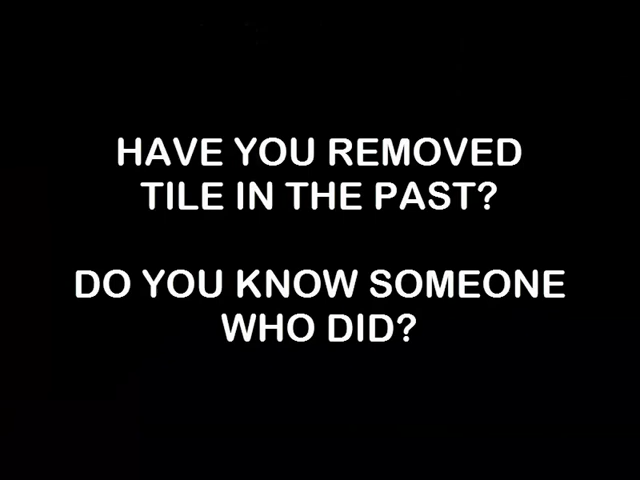 HAVE YOU REMOVED
TILE IN THE PAST?
DO YOU KNOW SOMEONE
WHO DID?